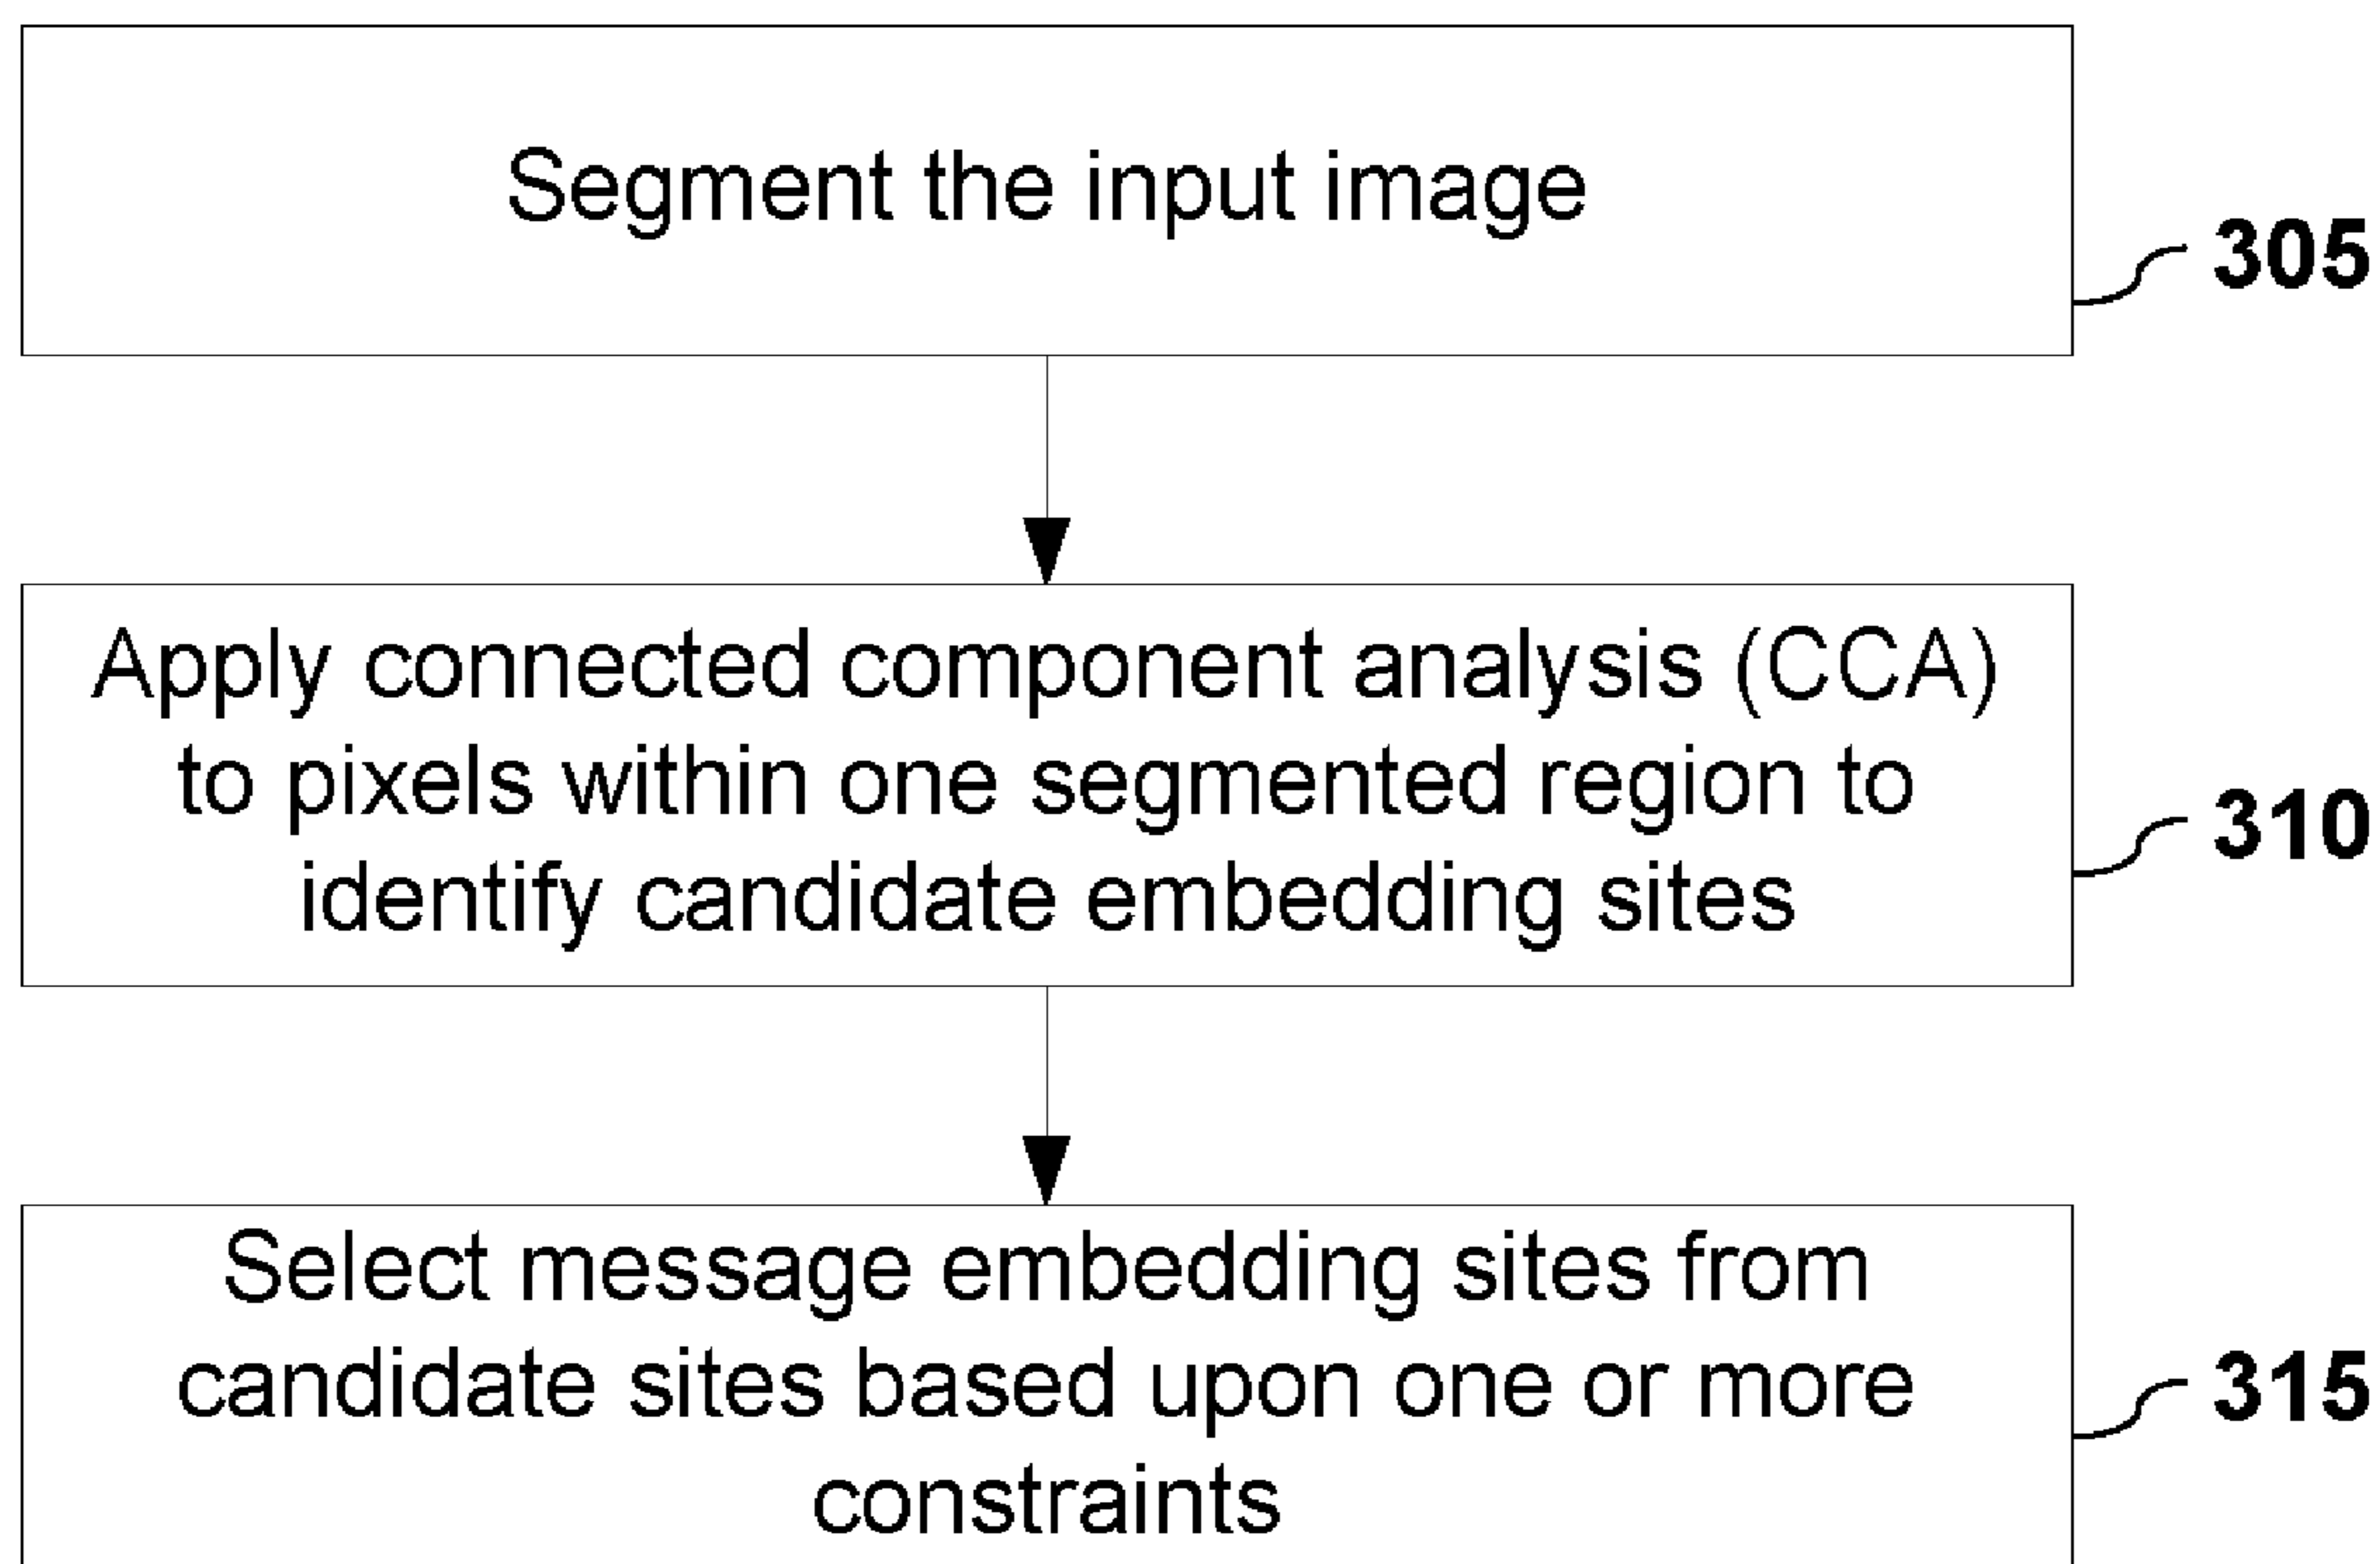 Segment the input image
305
Apply connected component analysis (CCA)
to pixels within one segmented region to
identify candidate embedding sites
310
Select message embedding sites from
candidate sites based upon one or more
constraints
315